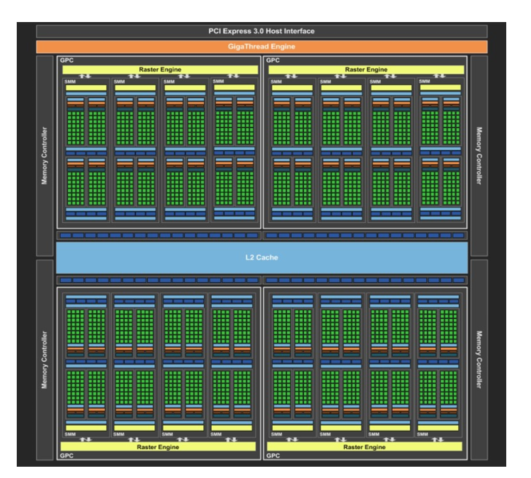 PCI Express 3.0 Host Interface
GigaThread Engine
GPC
GPC
Raster Engine
Raster Engine
SMM
SMM
SMM
SMM
SMM
SMM
SMM
SMM
Memory Controller
Memory Controller
L2 Cache
Memory Controller
Memory Controller
SMM
SMM
SMM
SMM
SMM
SMM
SMM
SMM
Raster Engine
Raster Engine
GPC
GPC